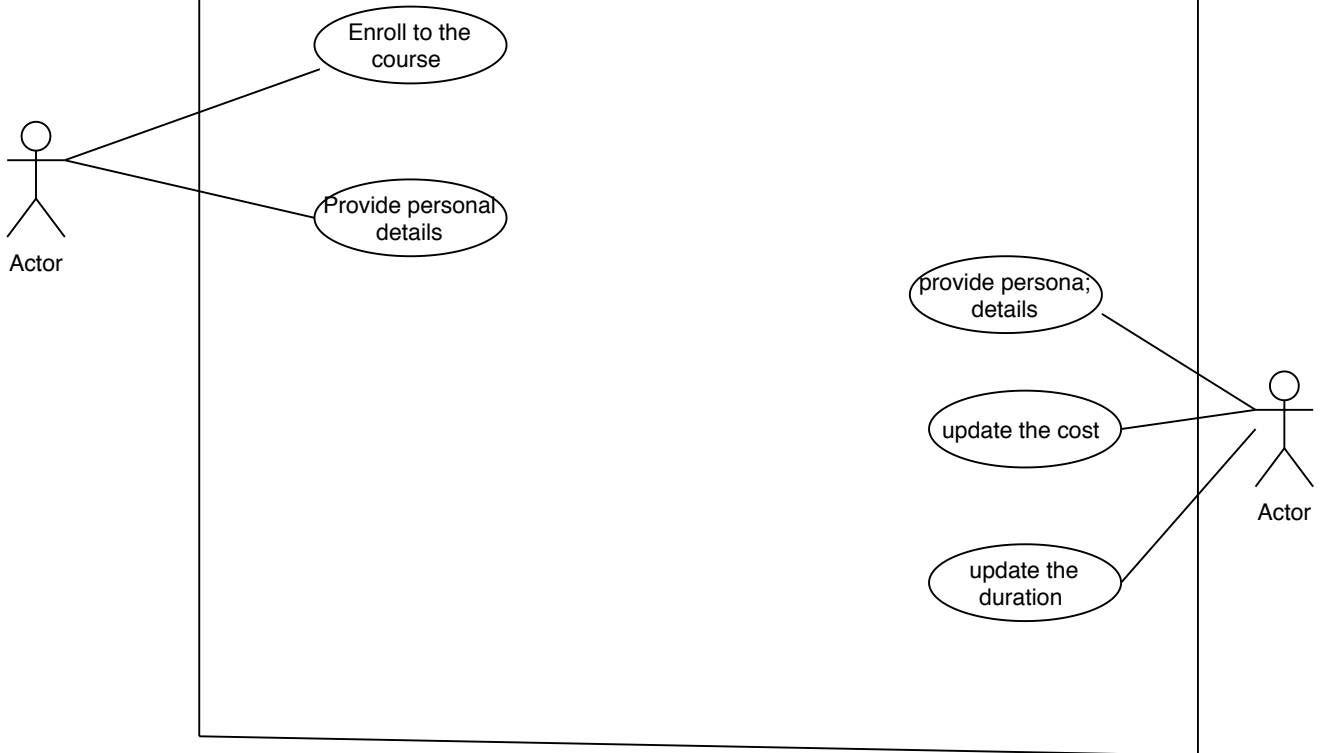 Enroll to the
course
Provide personal
details
Actor
provide persona;
details
update the cost
Actor
update the
duration